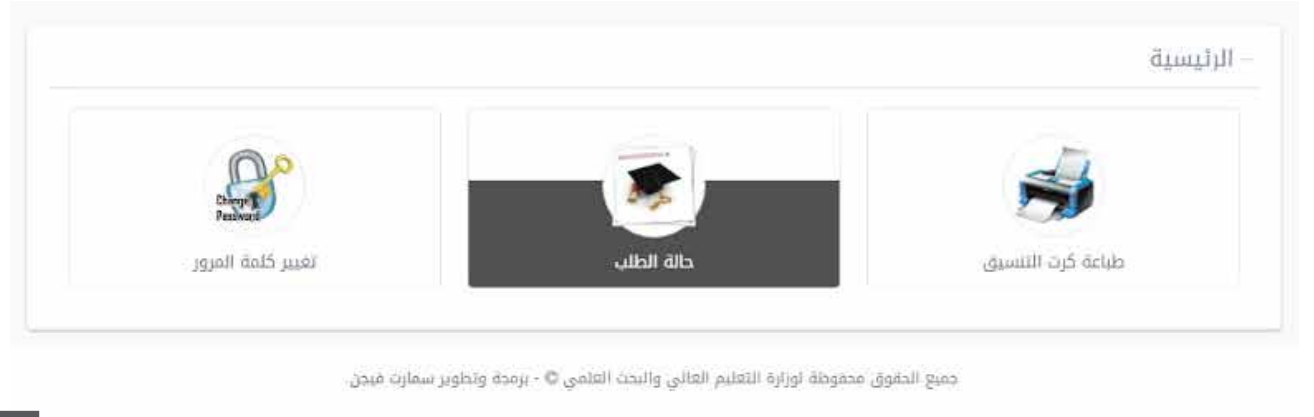 – الرئيسية
طباعة كرت التنسيق
حالة الطلب
Change
Password
تغيير كلمة المرور
جميع الحقوق محفوظة لوزارة التعليم العالي والبحث العلمي © - برمجة وتطوير سمارت فيجن.